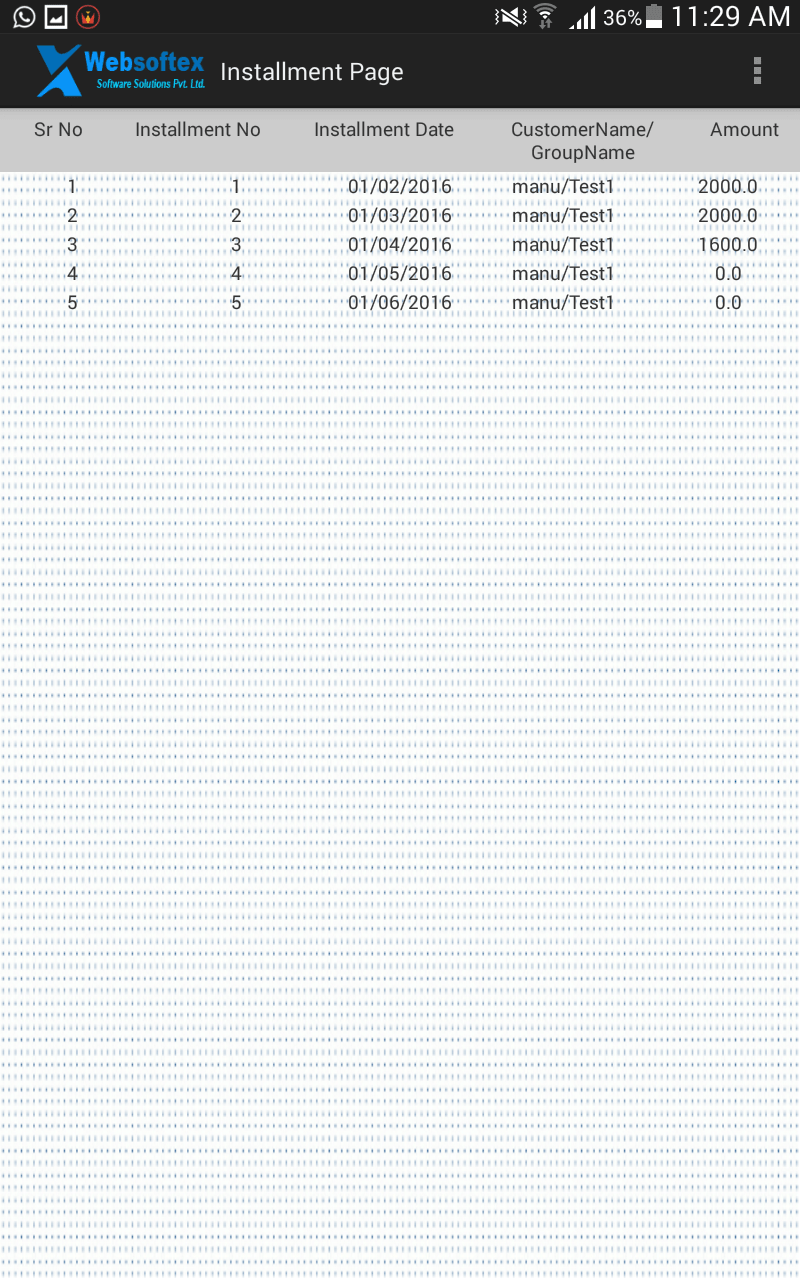 36% 11:29 AM
Websoftex
Software Solutions Pvt. Ltd.
Installment Page
Sr No Installment No Installment Date CustomerName/ Amount
GroupName
1 1 01/02/2016 manu/Test1 2000.0
2 2 01/03/2016 manu/Test1 2000.0
3 3 01/04/2016 manu/Test1 1600.0
4 4 01/05/2016 manu/Test1 0.0
5 5 01/06/2016 manu/Test1 0.0